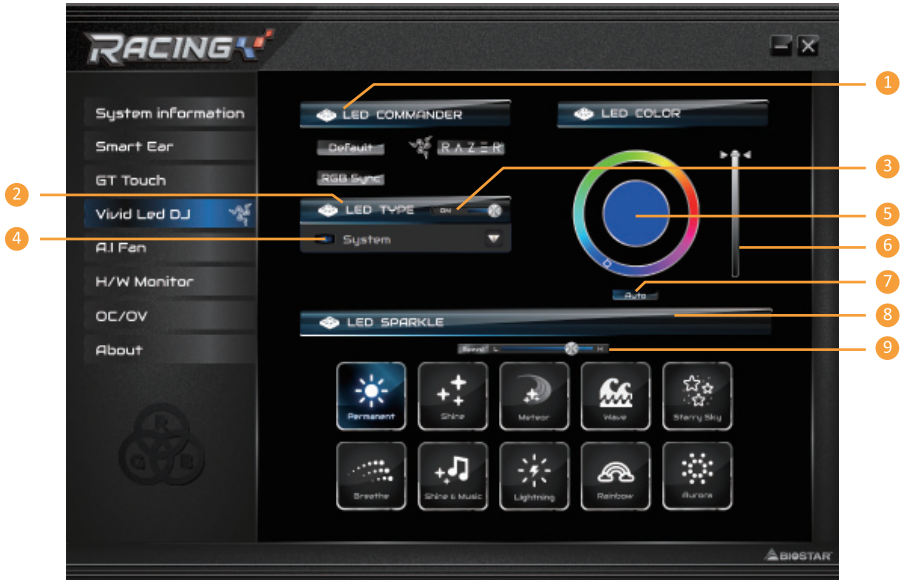 RACING
1
System information
LED COMMANDER
LED COLOR
Smart Ear
Default
RAZER
3
GT Touch
RGB Sync
2
Vivid Led DJ
LED TYPE
ON
5
4
System
6
A.I Fan
H/W Monitor
7
Auto
OC/OV
8
LED SPARKLE
About
Speed
L
H
9
Permanent
Shine
Meteor
Wave
Starry Sky
R
G
B
Breathe
Shine & Music
Lightning
Rainbow
Aurora
BIOSTAR